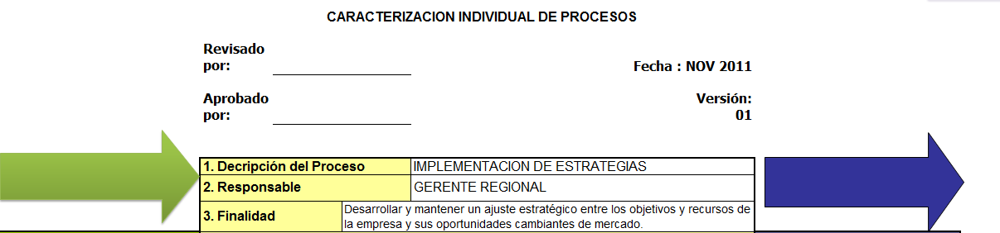 CARACTERIZACION INDIVIDUAL DE PROCESOS
Revisado
por:
Fecha : NOV 2011
Aprobado
por:
Versión:
01
1. Decripción del Proceso IMPLEMENTACION DE ESTRATEGIAS
2. Responsable GERENTE REGIONAL
3. Finalidad
Desarrollar y mantener un ajuste estratégico entre los objetivos y recursos de
la empresa y sus oportunidades cambiantes de mercado.